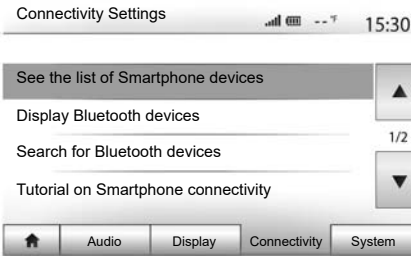 Connectivity Settings
-- °F 15:30
See the list of Smartphone devices
Display Bluetooth devices
1/2
Search for Bluetooth devices
Tutorial on Smartphone connectivity
Audio Display Connectivity System